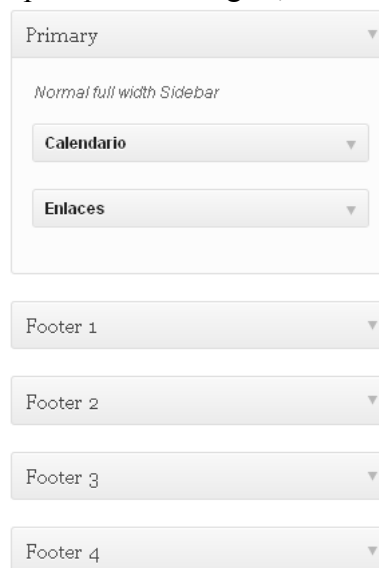 Primary
Normal full width Sidebar
Calendario
Enlaces
Footer 1
Footer 2
Footer 3
Footer 4